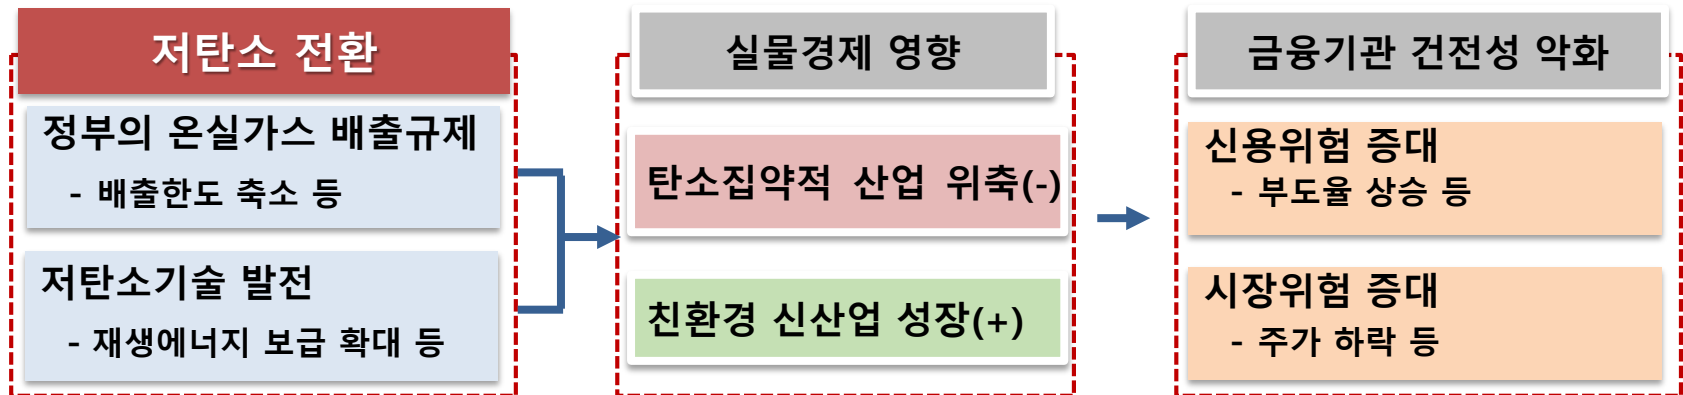 저탄소 전환
정부의 온실가스 배출규제
- 배출한도 축소 등
저탄소기술 발전
- 재생에너지 보급 확대 등
실물경제 영향
탄소집약적 산업 위축(-)
친환경 신산업 성장(+)
금융기관 건전성 악화
신용위험 증대
- 부도율 상승 등
시장위험 증대
- 주가 하락 등